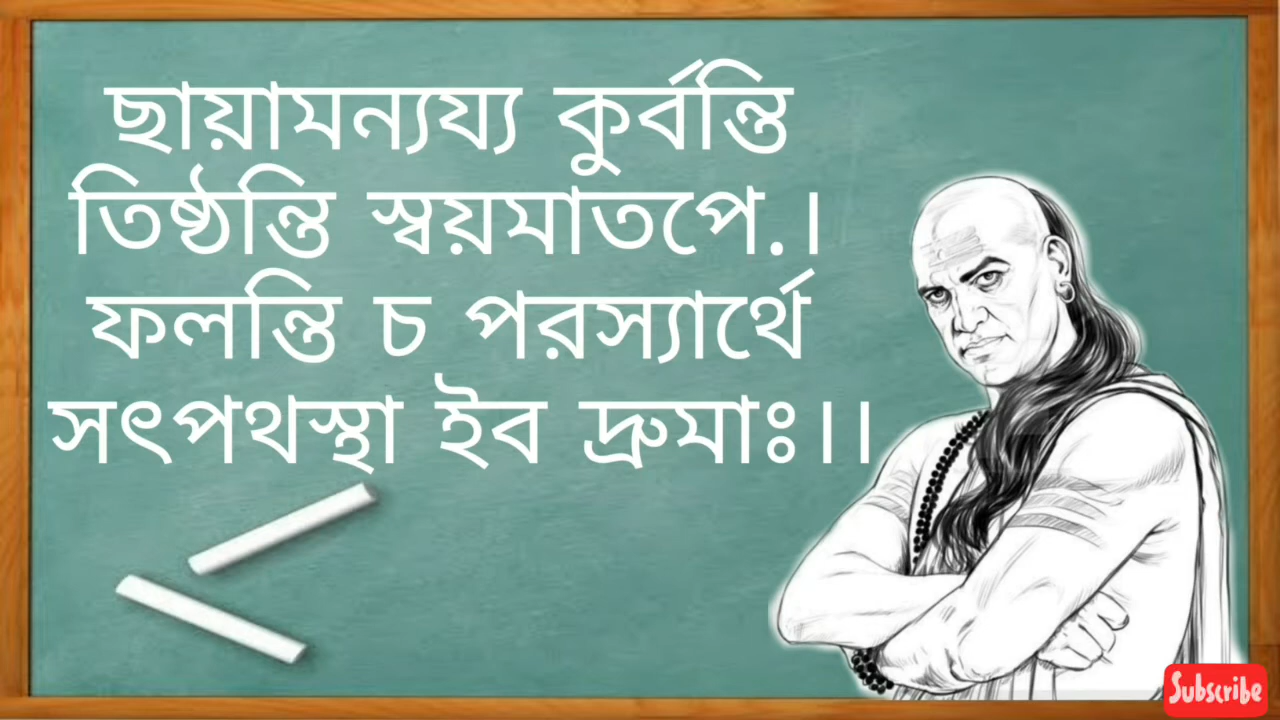 ছায়ামন্যয্য কুর্বন্তি
তিষ্ঠন্তি স্বয়মাতপে.।
ফলন্তি চ পরস্যার্থে
সৎপথস্থা ইব দ্রুমাঃ।।
Subscribe